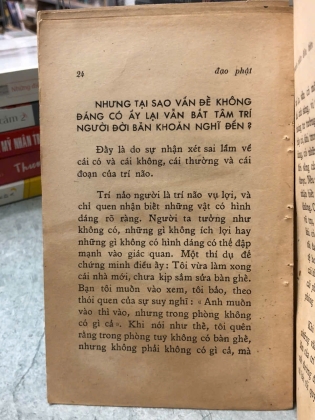 24
đạo phật
NHƯNG TẠI SAO VẤN ĐỀ KHÔNG
ĐÁNG CÓ ẤY LẠI VẪN BẮT TÂM TRÍ
NGƯỜI ĐỜI BẬN KHOĂN NGHĨ ĐẾN ?
Đây là do sự nhận xét sai lầm về
cái có và cái không, cái thường và cái
đoạn của trí não.
Trí não người là trí não vụ lợi, và
chỉ quen nhận biết những vật có hình
dáng rõ ràng. Người ta tưởng như
không có, những gì không ích lợi hay
những gì không có hình dáng có thể đập
mạnh vào giác quan. Một thí dụ để
chứng minh điều ấy : Tôi vừa làm xong
cái nhà mới, chưa kịp sắm sửa bàn ghế.
Bạn tôi muốn vào xem, tôi bảo, theo
thói quen của sự suy nghĩ : « Anh muốn
vào thì vào, nhưng trong phòng không
có gì cả ». Khi nói như thế, tôi quên
rằng trong phòng tuy không có bàn ghế,
nhưng không phải không có gì cả, mà
MỸ NHÂN TR